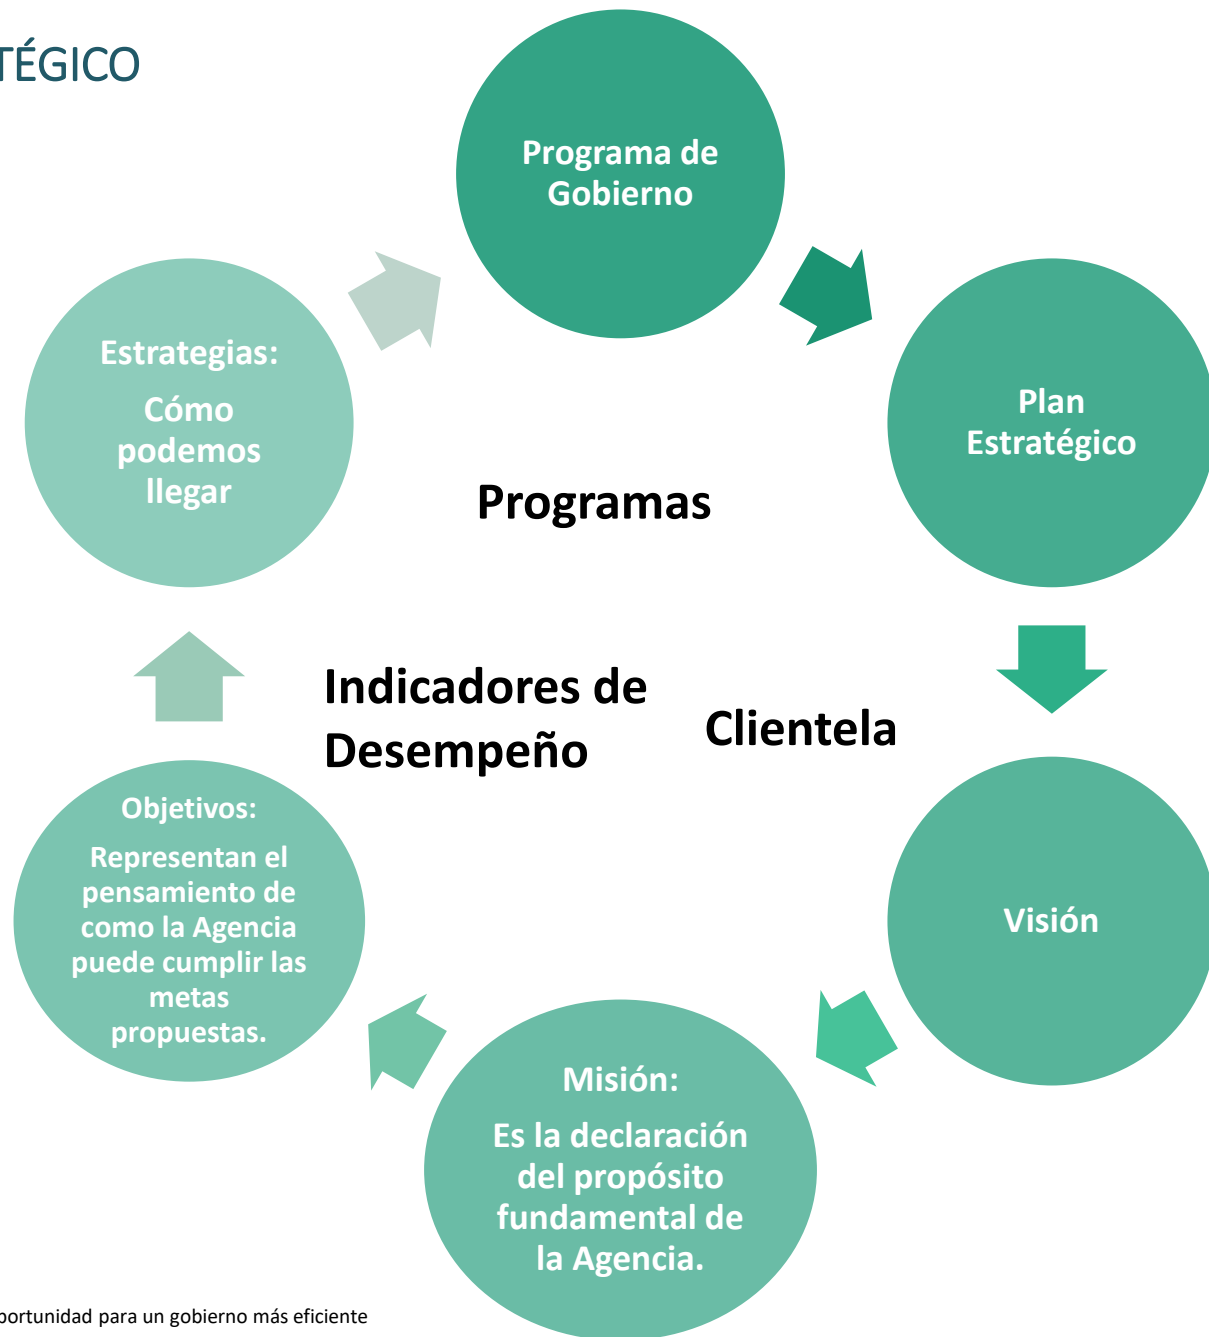 TÉGICO
Programa de
Gobierno
Plan
Estratégico
Visión
Misión:
Es la declaración
del propósito
fundamental de
la Agencia.
Objetivos:
Representan el
pensamiento de
como la Agencia
puede cumplir las
metas
propuestas.
Estrategias:
Cómo
podemos
llegar
Programas
Indicadores de
Desempeño
Clientela
portunidad para un gobierno más eficiente